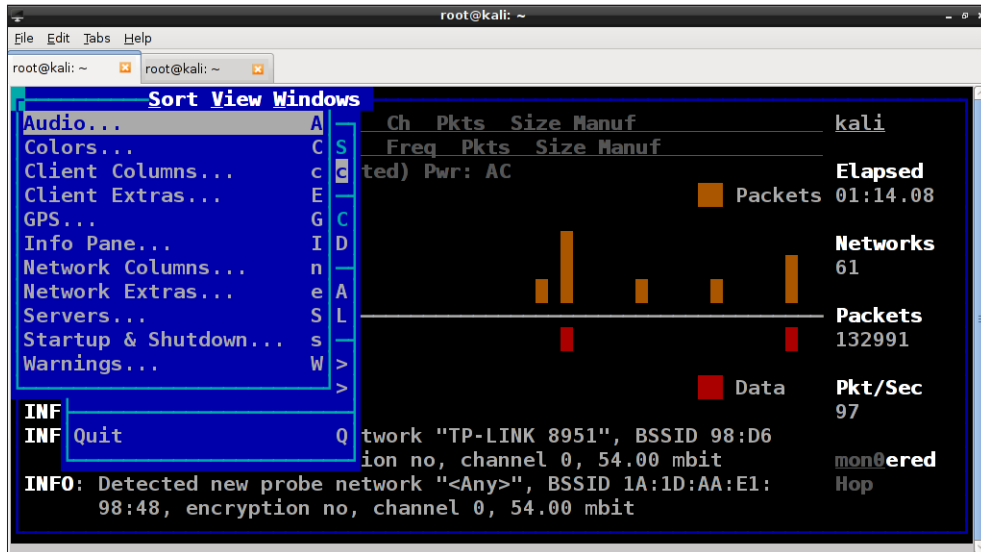 root@kali: ~
File Edit Tabs Help
root@kali: ~ root@kali: ~
Sort View Windows
Audio... A Ch Pkts Size Manuf kali
Colors... C S Freq Pkts Size Manuf
Client Columns... c c ted) Pwr: AC Elapsed
Client Extras... E Packets 01:14.08
GPS... G C
Info Pane... I D Networks
Network Columns... n 61
Network Extras... e A
Servers... S L Packets
Startup & Shutdown... s 132991
Warnings... W >
> Data Pkt/Sec
INF 97
INF Quit Q twork "TP-LINK 8951", BSSID 98:D6
ion no, channel 0, 54.00 mbit mon0ered
INFO: Detected new probe network "<Any>", BSSID 1A:1D:AA:E1: Hop
98:48, encryption no, channel 0, 54.00 mbit